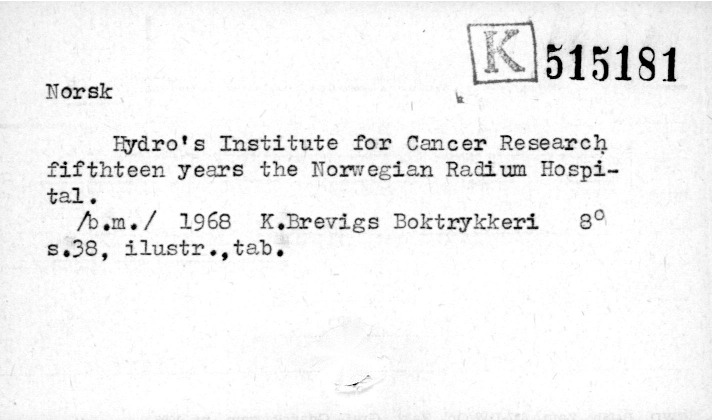 K 515181
Norsk
Hydro's Institute for Cancer Research
fifthteen years the Norwegian Radium Hospi-
tal.
/b.m./ 1968 K.Brevigs Boktrykkeri 8°
s.38, ilustr.,tab.